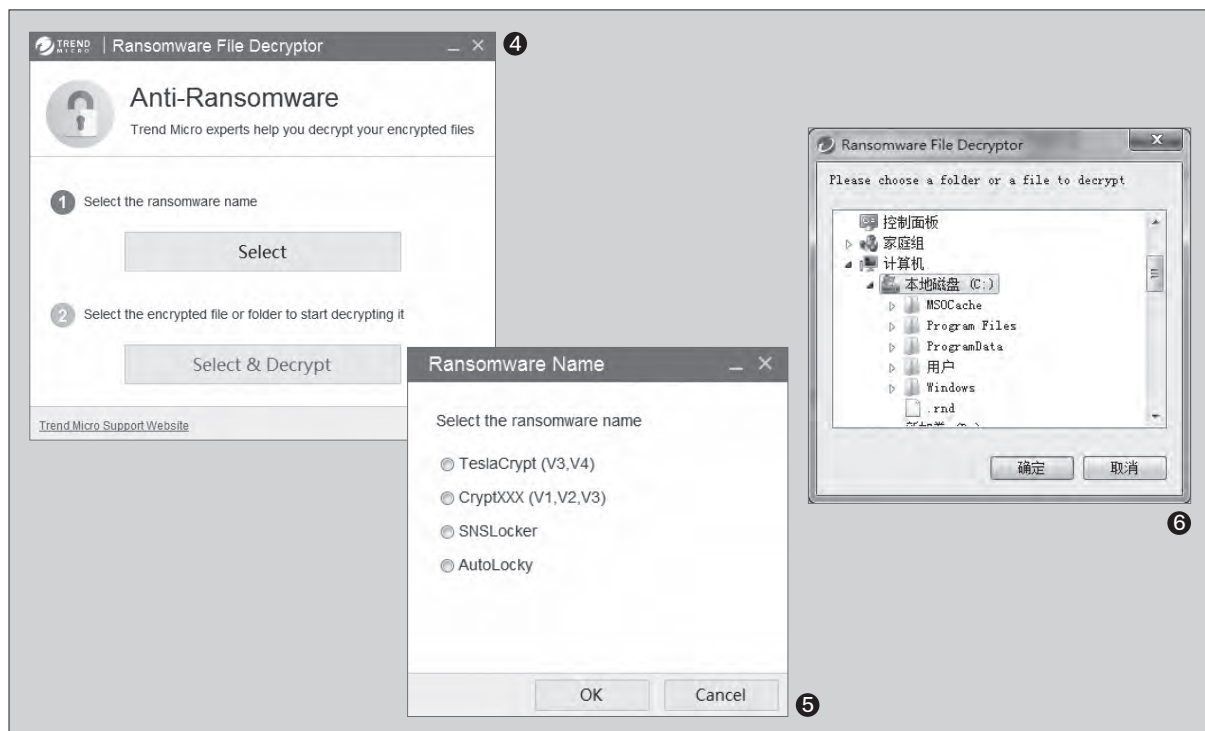 TREND MICRO | Ransomware File Decryptor
4
Anti-Ransomware
Trend Micro experts help you decrypt your encrypted files
1 Select the ransomware name
Select
2 Select the encrypted file or folder to start decrypting it
Select & Decrypt
Trend Micro Support Website
Ransomware Name
Select the ransomware name
TeslaCrypt (V3,V4)
CryptXXX (V1,V2,V3)
SNSLocker
AutoLocky
OK
Cancel
5
Ransomware File Decryptor
Please choose a folder or a file to decrypt
控制面板
家庭组
计算机
本地磁盘 (C:)
MSOCache
Program Files
ProgramData
用户
Windows
.rnd
确定
取消
6